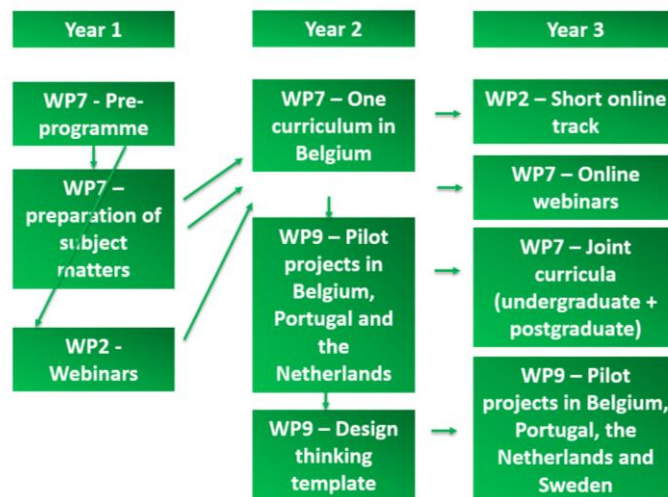 Year 1
WP7 - Pre-
programme
WP7 –
preparation of
subject
matters
WP2 -
Webinars
Year 2
WP7 – One
curriculum in
Belgium
WP9 – Pilot
projects in
Belgium,
Portugal and
the
Netherlands
WP9 – Design
thinking
template
Year 3
WP2 – Short online
track
WP7 – Online
webinars
WP7 – Joint
curricula
(undergraduate +
postgraduate)
WP9 – Pilot
projects in Belgium,
Portugal, the
Netherlands and
Sweden